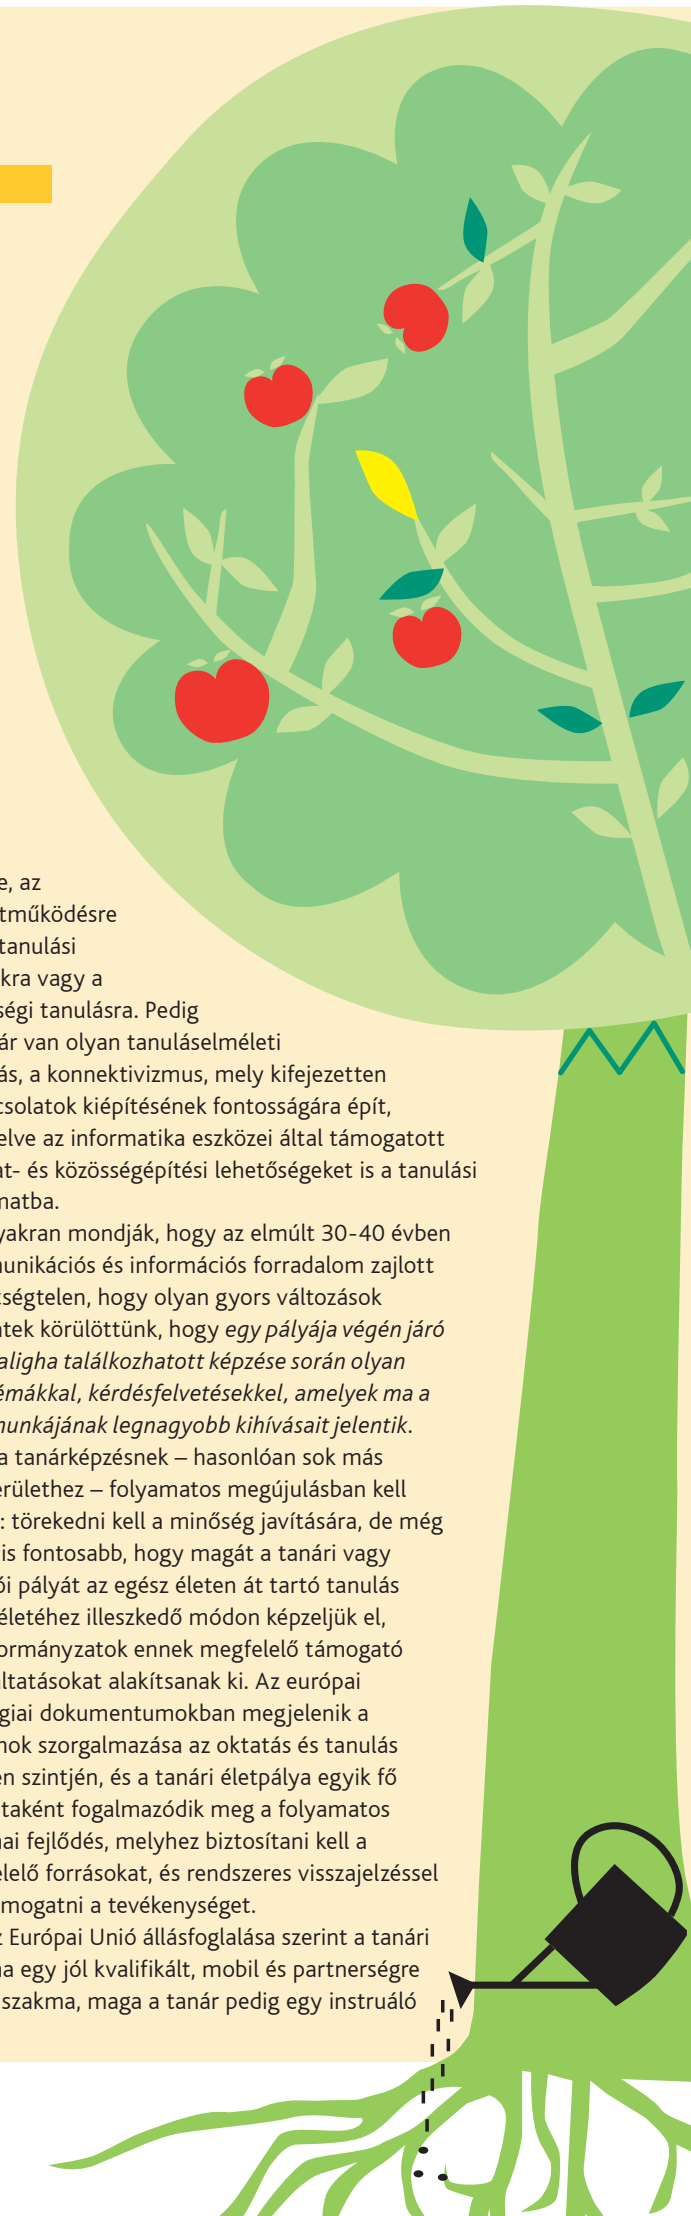 e, az
tműködésre
tanulási
kra vagy a
ségi tanulásra. Pedig
ár van olyan tanuláselméleti
ás, a konnektivizmus, mely kifejezetten
csolatok kiépítésének fontosságára épít,
elve az informatika eszközei által támogatott
at- és közösségépítési lehetőségeket is a tanulási
matba.
yakran mondják, hogy az elmúlt 30-40 évben
unikációs és információs forradalom zajlott
tségtelen, hogy olyan gyors változások
ntek körülöttünk, hogy egy pályája végén járó
aligha találkozhatott képzése során olyan
émákkal, kérdésfelvetésekkel, amelyek ma a
munkájának legnagyobb kihívásait jelentik.
a tanárképzésnek – hasonlóan sok más
erülethez – folyamatos megújulásban kell
: törekedni kell a minőség javítására, de még
is fontosabb, hogy magát a tanári vagy
ői pályát az egész életen át tartó tanulás
életéhez illeszkedő módon képzeljük el,
ormányzatok ennek megfelelő támogató
ltatásokat alakítsanak ki. Az európai
giai dokumentumokban megjelenik a
nok szorgalmazása az oktatás és tanulás
en szintjén, és a tanári életpálya egyik fő
taként fogalmazódik meg a folyamatos
ai fejlődés, melyhez biztosítani kell a
elelő forrásokat, és rendszeres visszajelzéssel
mogatni a tevékenységet.
z Európai Unió állásfoglalása szerint a tanári
na egy jól kvalifikált, mobil és partnerségre
szakma, maga a tanár pedig egy instruáló